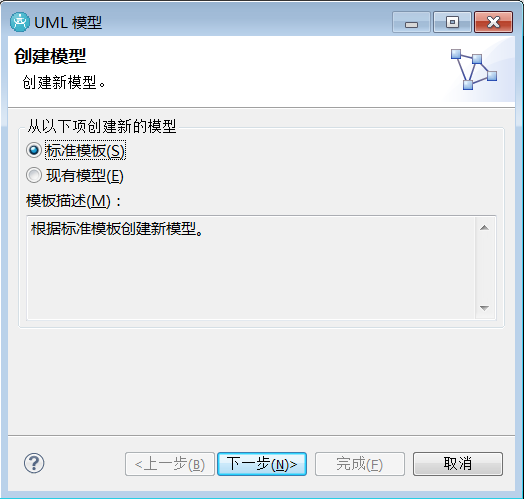 UML 模型
创建模型
创建新模型。
从以下项创建新的模型
标准模板(S)
现有模型(E)
模板描述(M)：
根据标准模板创建新模型。
?
<上一步(B)
下一步(N)>
完成(F)
取消